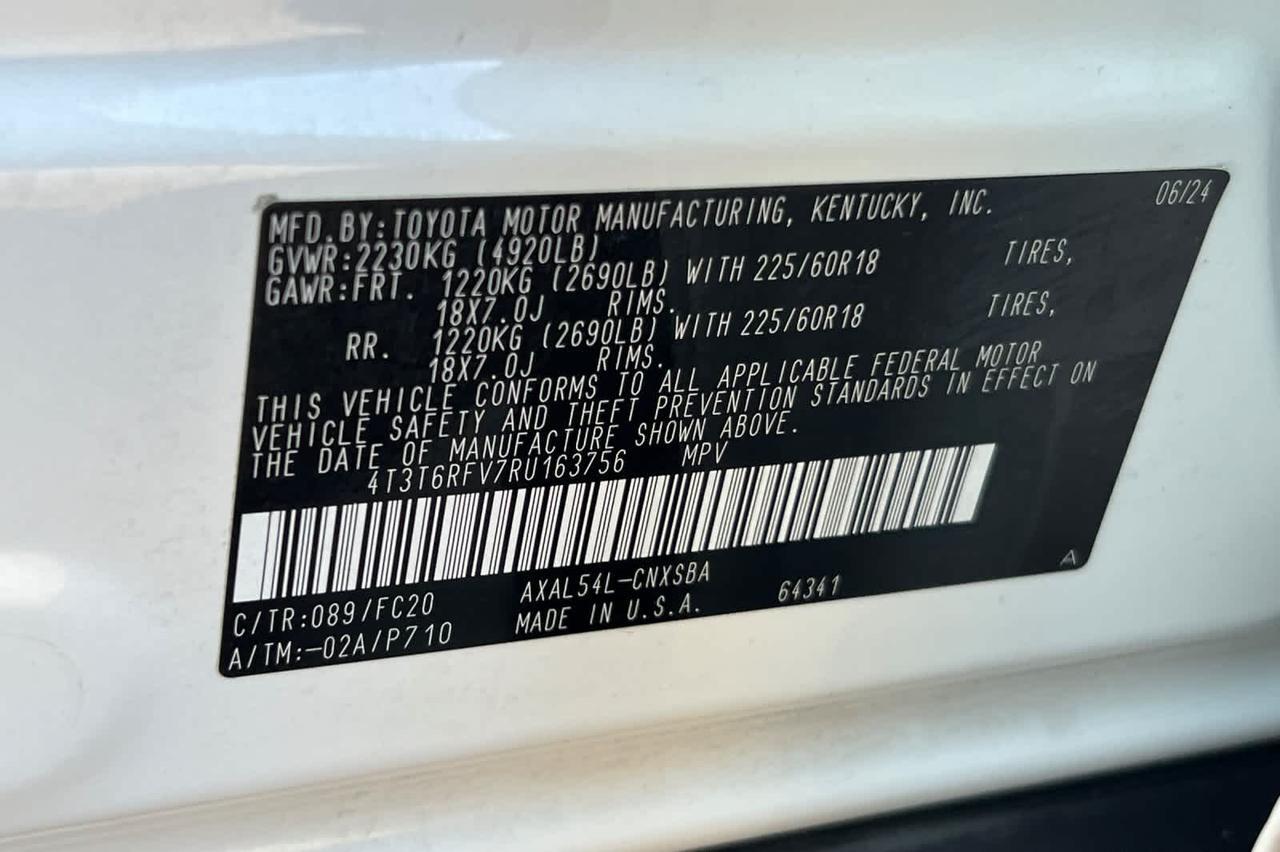 MFD.BY:TOYOTA MOTOR MANUFACTURING, KENTUCKY, INC. 06/24
GVWR:2230KG (4920LB)
GAWR:FRT. 1220KG (2690LB) WITH 225/60R18 TIRES,
18X7.0J RIMS.
RR. 1220KG (2690LB) WITH 225/60R18 TIRES,
18X7.0J RIMS.
THIS VEHICLE CONFORMS TO ALL APPLICABLE FEDERAL MOTOR
VEHICLE SAFETY AND THEFT PREVENTION STANDARDS IN EFFECT ON
THE DATE OF MANUFACTURE SHOWN ABOVE.
4T3T6RFV7RU163756 MPV
C/TR:089/FC20 AXAL54L-CNXSBA 64341 A
A/TM:-02A/P710 MADE IN U.S.A.